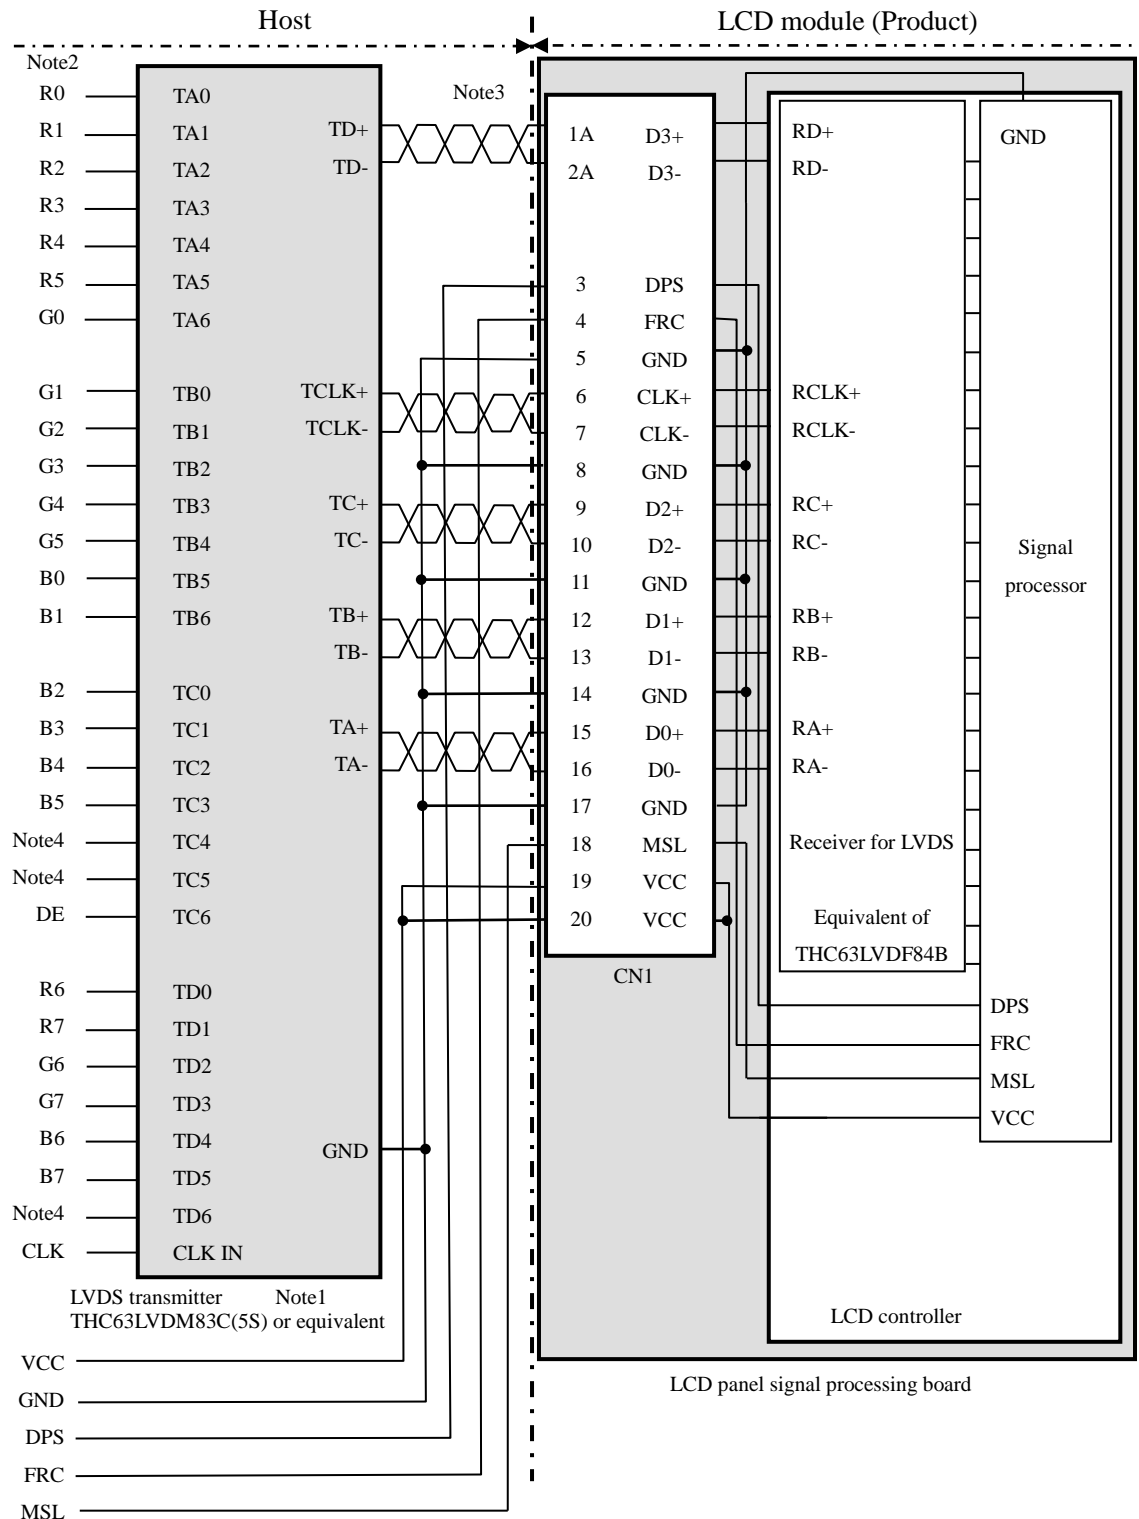 Host
LCD module (Product)
Note2
Note3
R0 TA0
R1 TA1
R2 TA2
R3 TA3
R4 TA4
R5 TA5
G0 TA6
G1 TB0
G2 TB1
G3 TB2
G4 TB3
G5 TB4
B0 TB5
B1 TB6
B2 TC0
B3 TC1
B4 TC2
B5 TC3
Note4 TC4
Note4 TC5
DE TC6
R6 TD0
R7 TD1
G6 TD2
G7 TD3
B6 TD4
B7 TD5
Note4 TD6
CLK CLK IN
TD+
TD-
TCLK+
TCLK-
TC+
TC-
TB+
TB-
TA+
TA-
GND
LVDS transmitter Note1
THC63LVDM83C(5S) or equivalent
VCC
GND
DPS
FRC
MSL
1A D3+
2A D3-
3 DPS
4 FRC
5 GND
6 CLK+
7 CLK-
8 GND
9 D2+
10 D2-
11 GND
12 D1+
13 D1-
14 GND
15 D0+
16 D0-
17 GND
18 MSL
19 VCC
20 VCC
CN1
RD+
RD-
RCLK+
RCLK-
RC+
RC-
RB+
RB-
RA+
RA-
Receiver for LVDS
Equivalent of
THC63LVDF84B
GND
Signal
processor
DPS
FRC
MSL
VCC
LCD controller
LCD panel signal processing board